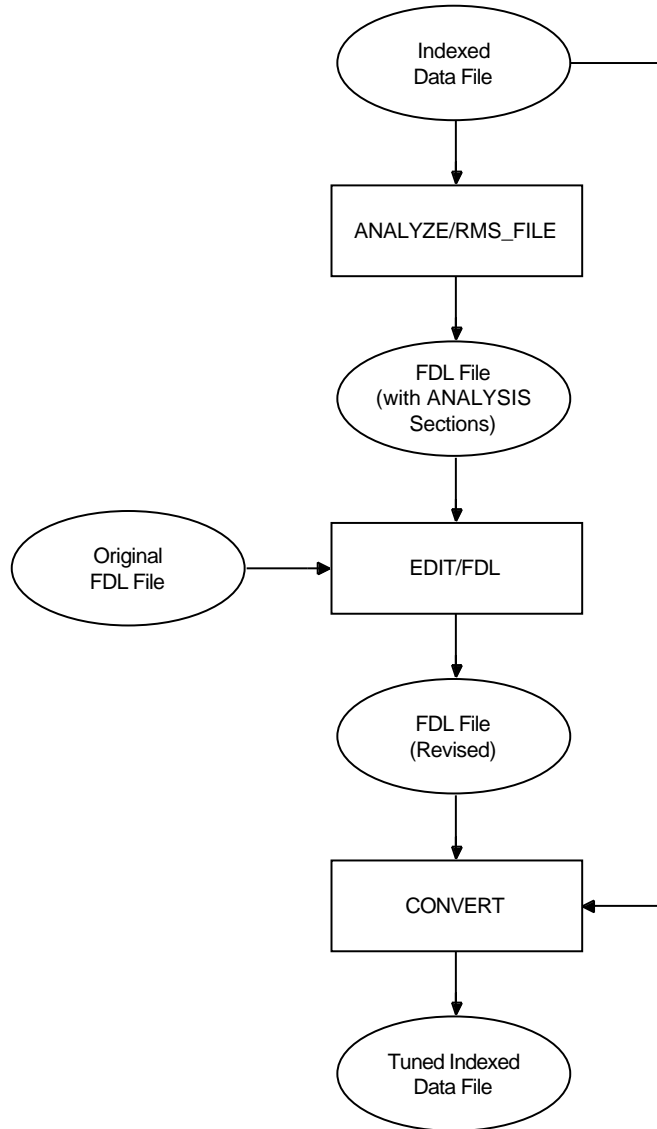 Indexed
Data File
ANALYZE/RMS_FILE
FDL File
(with ANALYSIS
Sections)
Original
FDL File
EDIT/FDL
FDL File
(Revised)
CONVERT
Tuned Indexed
Data File